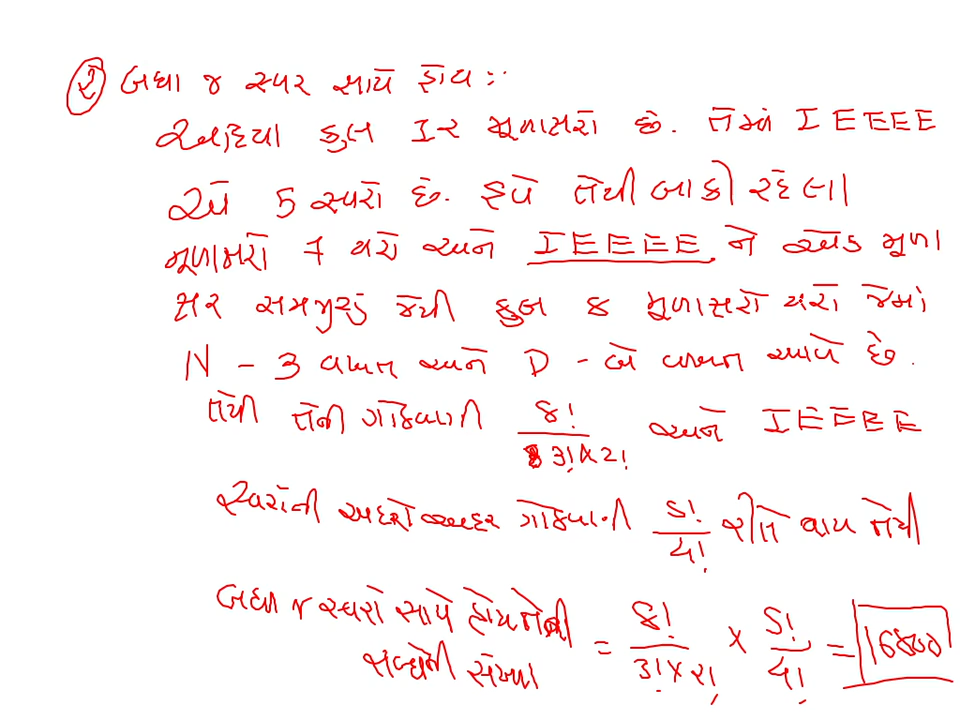 (2) બધા જ સ્વર સાથે હોય :-
અહિયા કુલ 12 મૂળાક્ષરો છે. તેમાં I E E E E
એ 5 સ્વરો છે. હવે તેથી બાકી રહેલા
મૂળાક્ષરો 7 થશે અને I E E E E ને એક મૂળા
ક્ષર સમજીશું જેથી કુલ 8 મૂળાક્ષરો થશે જેમાં
N - 3 વખત અને D - બે વખત આવે છે.
તેથી તેની ગોઠવણી 8! / 3! × 2! અને I E E E E
સ્વરોની અંદરો અંદર ગોઠવણી 5! / 4! રીતે થાય તેથી
બધા જ સ્વરો સાથે હોય તેવી = 8! / 3! × 2! × 5! / 4! = 16800
શબ્દોની સંખ્યા